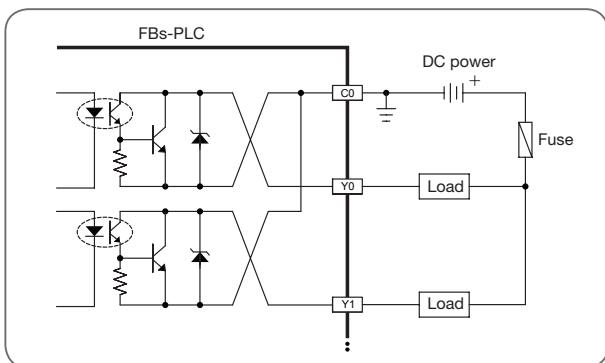 FBs-PLC
DC power
C0
+
Fuse
Y0
Load
Y1
Load